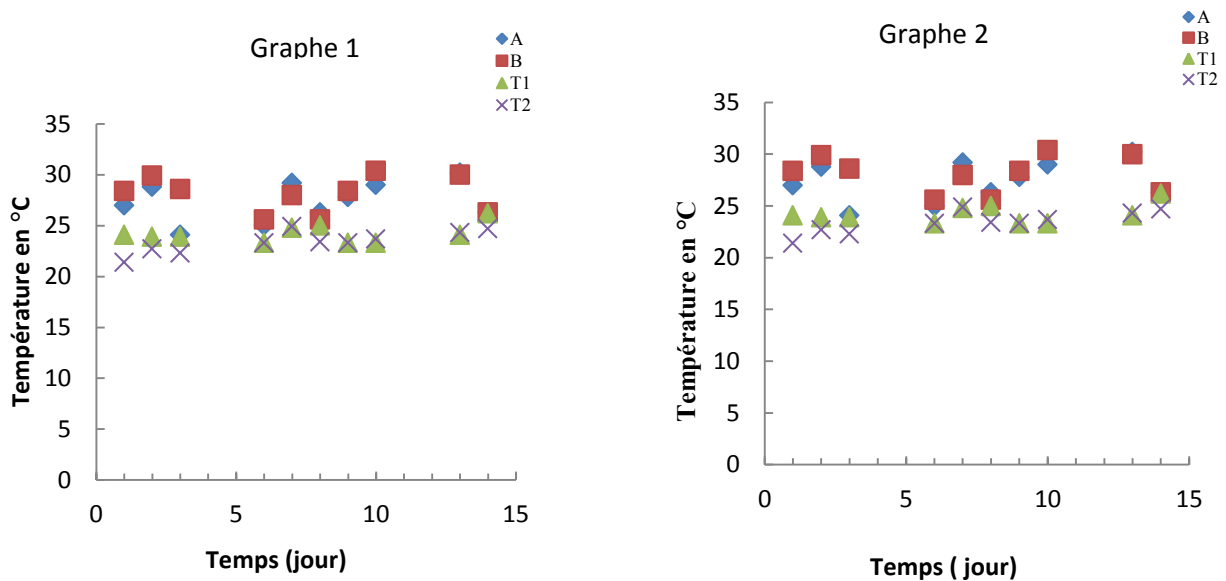 Graphe 1
A
B
T1
T2
Température en °C
35
30
25
20
15
10
5
0
0 5 10 15
Temps (jour)
Graphe 2
A
B
T1
T2
Température en °C
35
30
25
20
15
10
5
0
0 5 10 15
Temps ( jour)